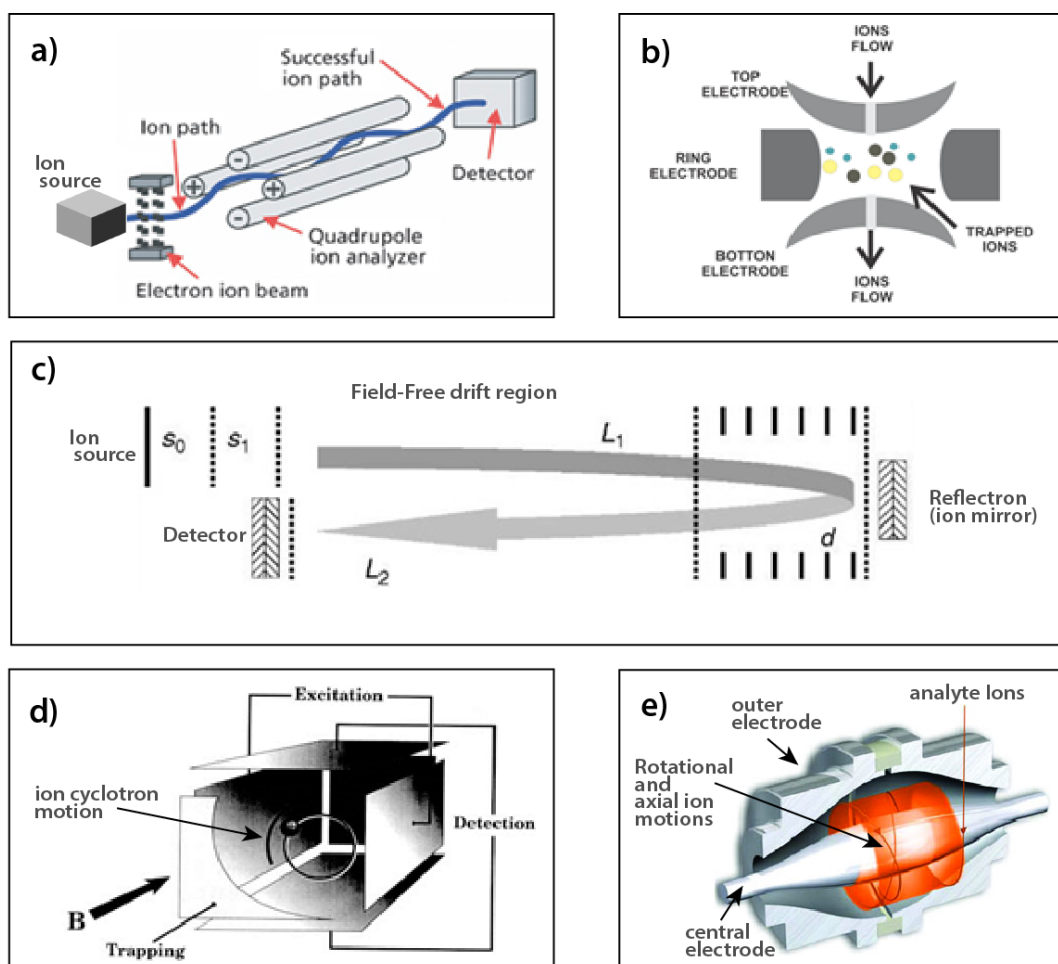 a)
Successful
ion path
Ion path
Ion
source
Detector
Quadrupole
ion analyzer
Electron ion beam
b)
IONS
FLOW
TOP
ELECTRODE
RING
ELECTRODE
TRAPPED
IONS
BOTTON
ELECTRODE
IONS
FLOW
c)
Field-Free drift region
Ion
source
s0
s1
L1
Detector
Reflectron
(ion mirror)
d
L2
d)
Excitation
ion cyclotron
motion
Detection
B
Trapping
e)
analyte Ions
outer
electrode
Rotational
and
axial ion
motions
central
electrode